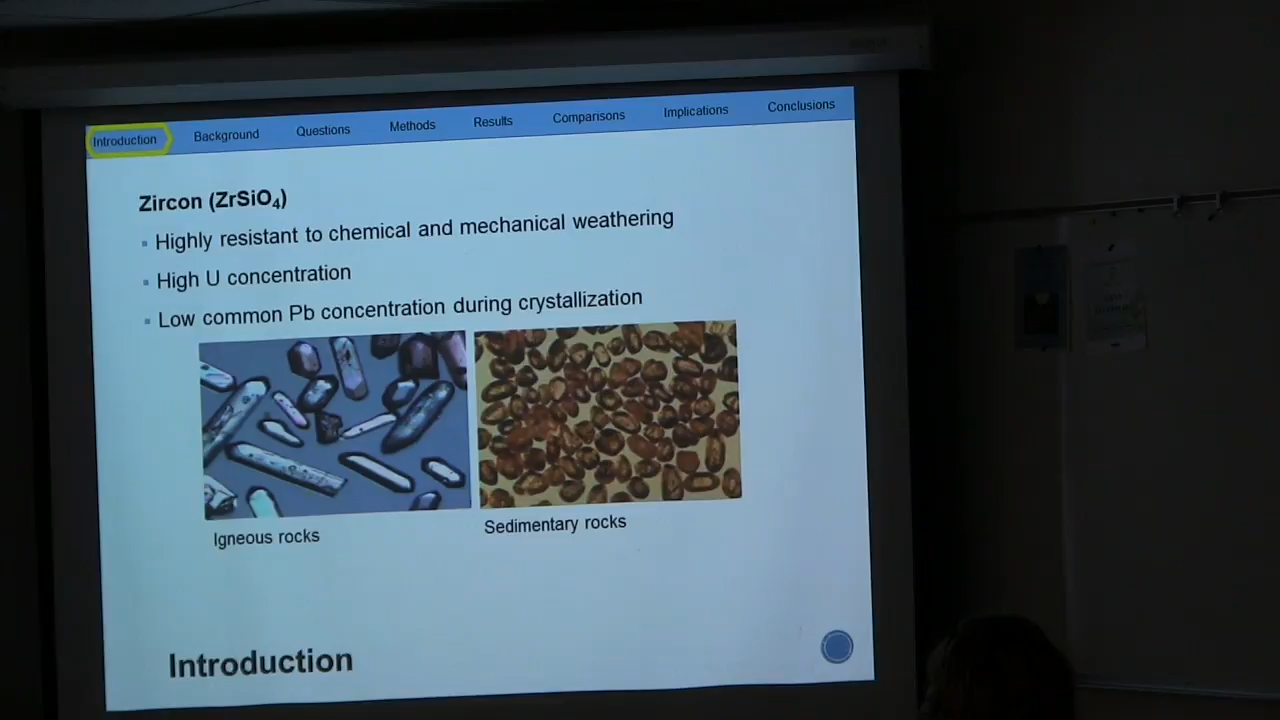 Introduction Background Questions Methods Results Comparisons Implications Conclusions
Zircon (ZrSiO₄)
▪ Highly resistant to chemical and mechanical weathering
▪ High U concentration
▪ Low common Pb concentration during crystallization
Igneous rocks
Sedimentary rocks
Introduction